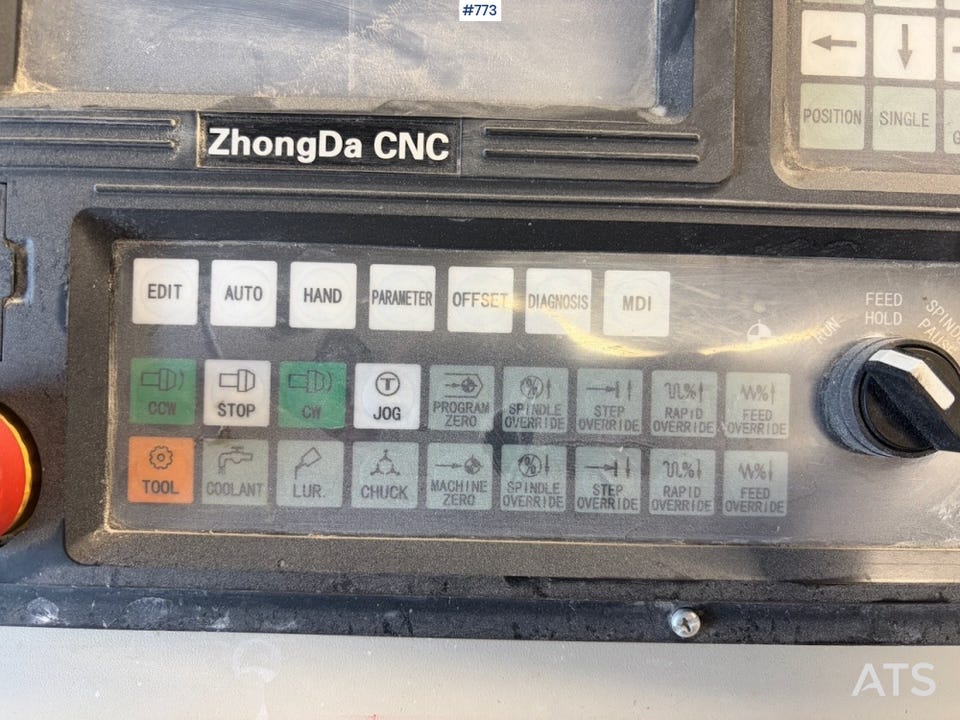 #773
POSITION
SINGLE
ZhongDa CNC
EDIT
AUTO
HAND
PARAMETER
OFFSET
DIAGNOSIS
MDI
RUN
FEED
HOLD
CCW
STOP
CW
JOG
PROGRAM
ZERO
SPINDLE
OVERRIDE
STEP
OVERRIDE
RAPID
OVERRIDE
FEED
OVERRIDE
TOOL
COOLANT
LUR.
CHUCK
MACHINE
ZERO
SPINDLE
OVERRIDE
STEP
OVERRIDE
RAPID
OVERRIDE
FEED
OVERRIDE
ATS